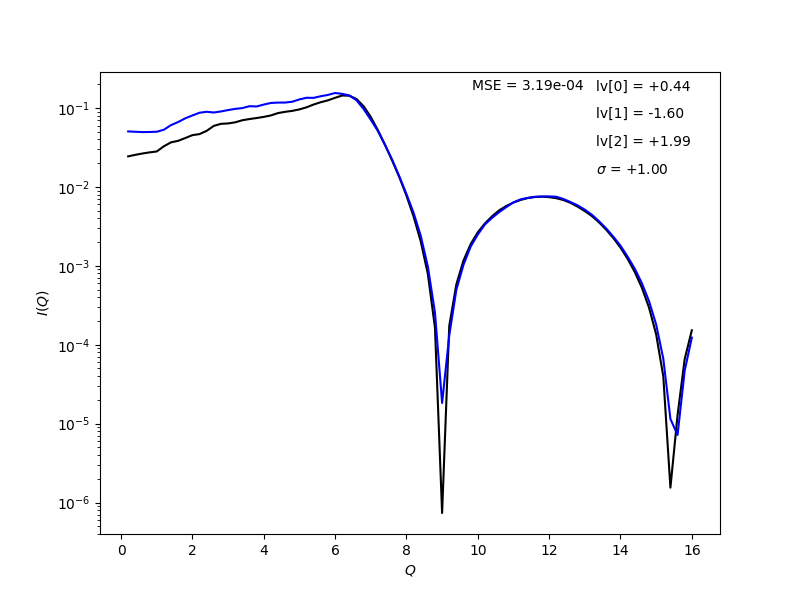 MSE = 3.19e-04 lv[0] = +0.44
lv[1] = -1.60
lv[2] = +1.99
σ = +1.00
10⁻¹
10⁻²
10⁻³
10⁻⁴
10⁻⁵
10⁻⁶
I(Q)
0 2 4 6 8 10 12 14 16
Q